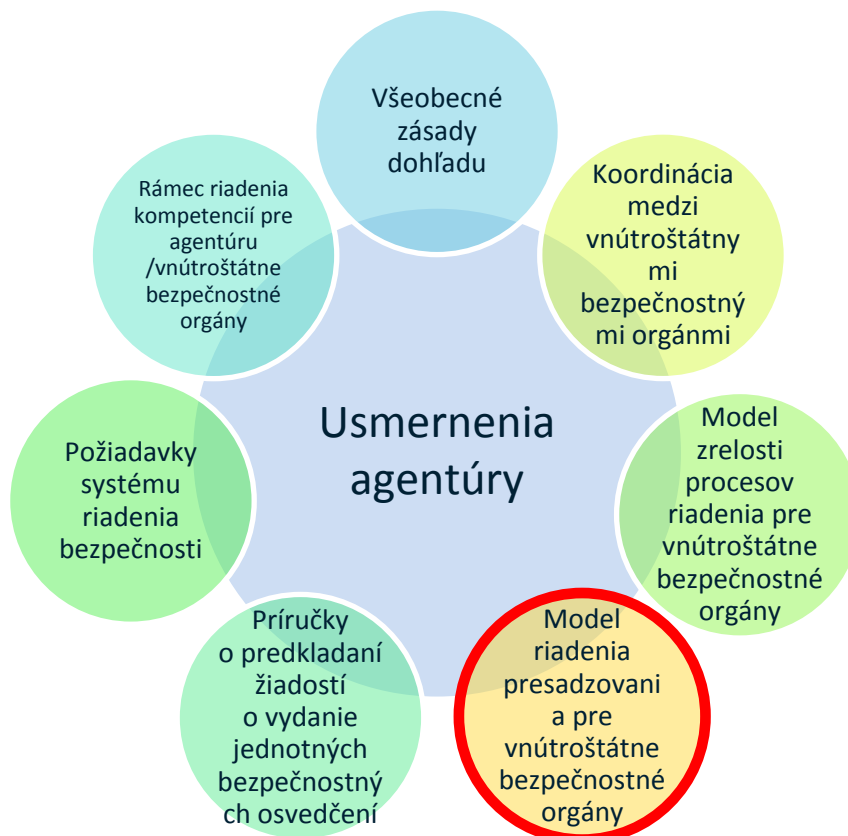 Všeobecné
zásady
dohľadu
Koordinácia
medzi
vnútroštátny
mi
bezpečnostný
mi orgánmi
Model
zrelosti
procesov
riadenia pre
vnútroštátne
bezpečnostné
orgány
Model
riadenia
presadzovani
a pre
vnútroštátne
bezpečnostné
orgány
Príručky
o predkladaní
žiadostí
o vydanie
jednotných
bezpečnostný
ch osvedčení
Požiadavky
systému
riadenia
bezpečnosti
Rámec riadenia
kompetencií pre
agentúru
/vnútroštátne
bezpečnostné
orgány
Usmernenia
agentúry